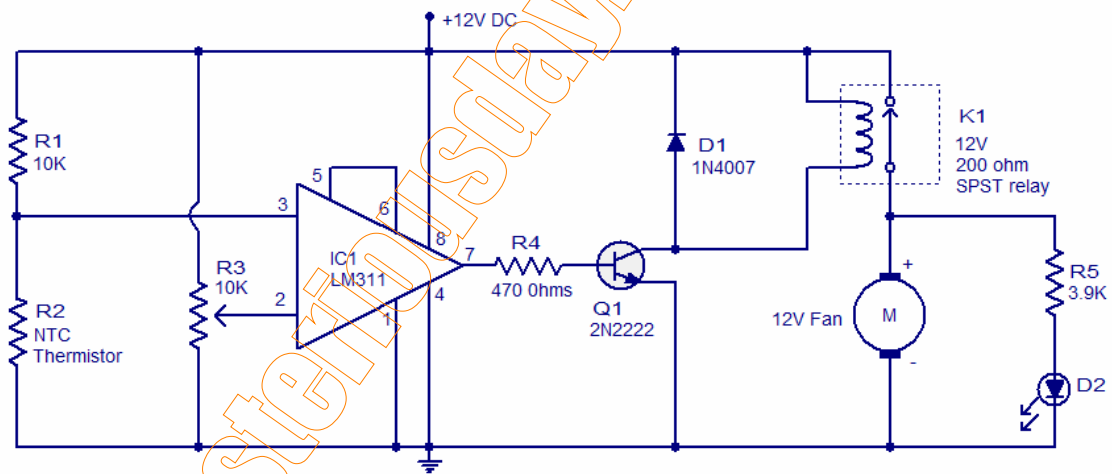 +12V DC
R1
10K
R2
NTC
Thermistor
R3
10K
3
2
5
6
8
7
4
1
IC1
LM311
R4
470 Ohms
Q1
2N2222
D1
1N4007
K1
12V
200 ohm
SPST relay
12V Fan
+
M
-
R5
3.9K
D2